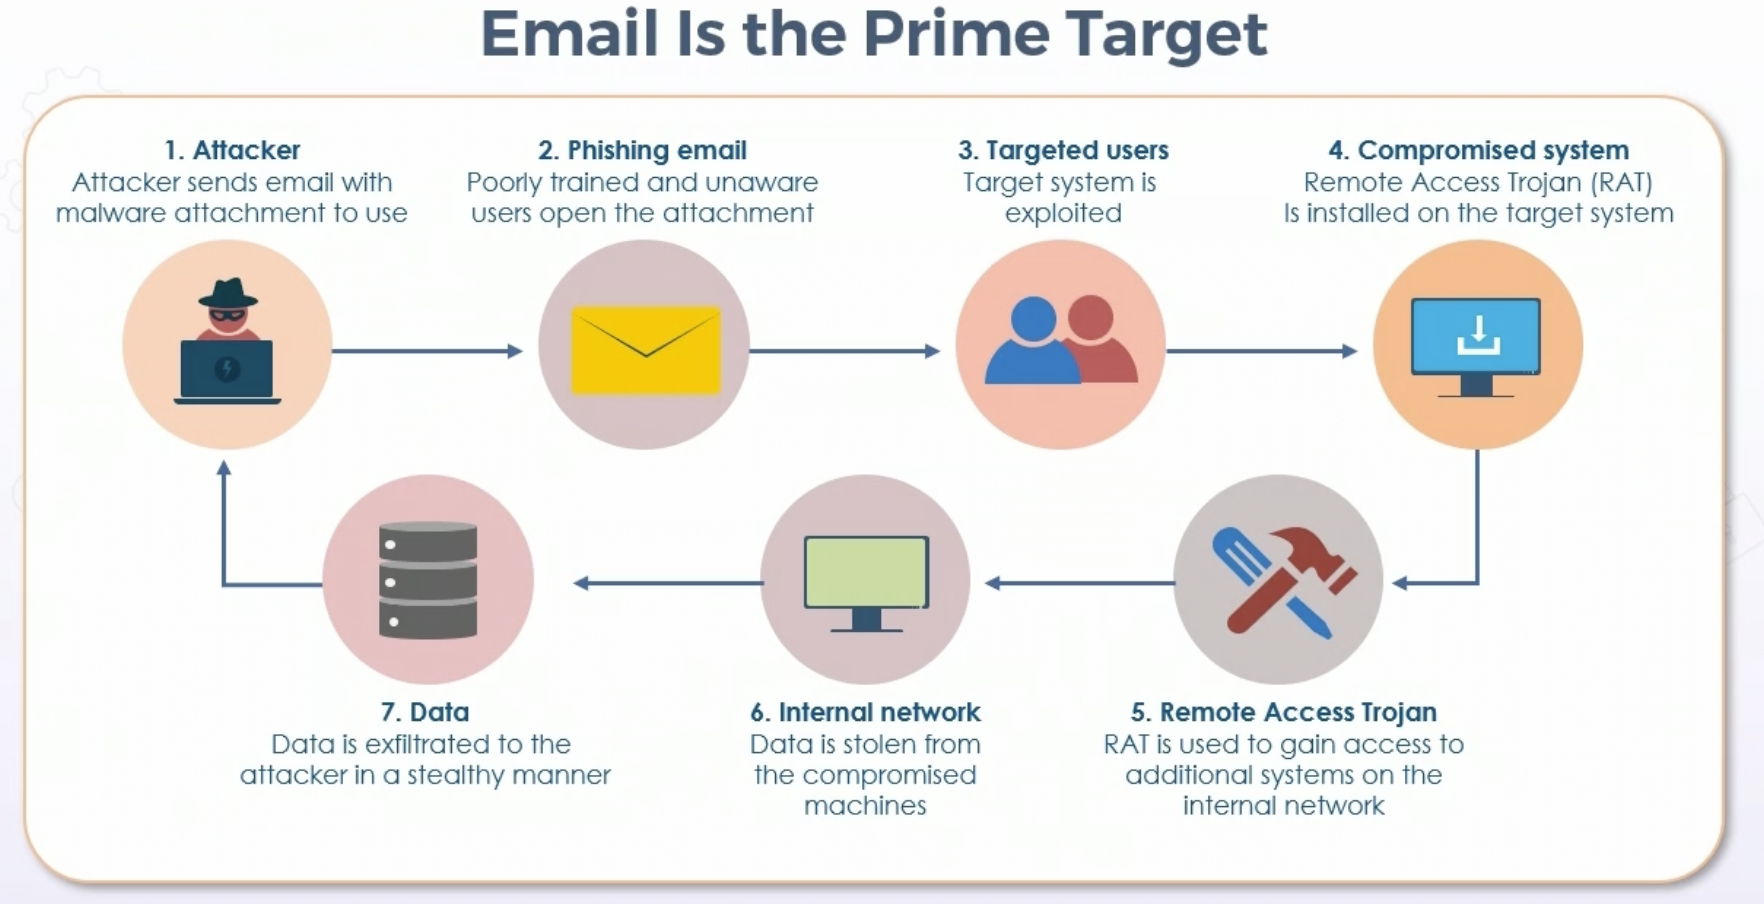 Email Is the Prime Target
1. Attacker
Attacker sends email with
malware attachment to use
2. Phishing email
Poorly trained and unaware
users open the attachment
3. Targeted users
Target system is
exploited
4. Compromised system
Remote Access Trojan (RAT)
Is installed on the target system
5. Remote Access Trojan
RAT is used to gain access to
additional systems on the
internal network
6. Internal network
Data is stolen from
the compromised
machines
7. Data
Data is exfiltrated to the
attacker in a stealthy manner